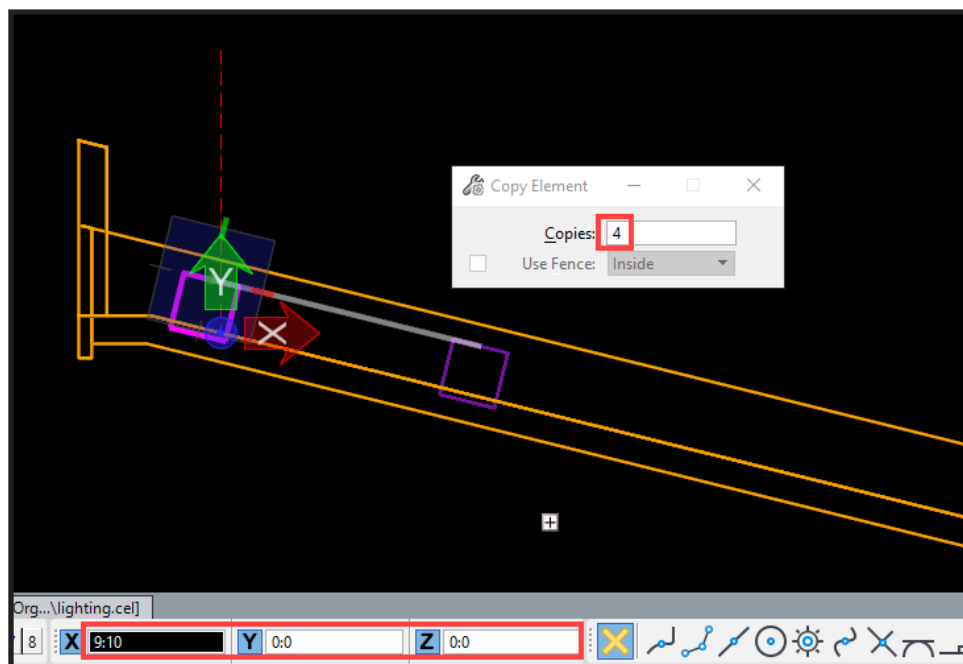 Copy Element
Copies: 4
Use Fence: Inside
Y
X
Org...\lighting.cel]
8 X 9:10 Y 0:0 Z 0:0